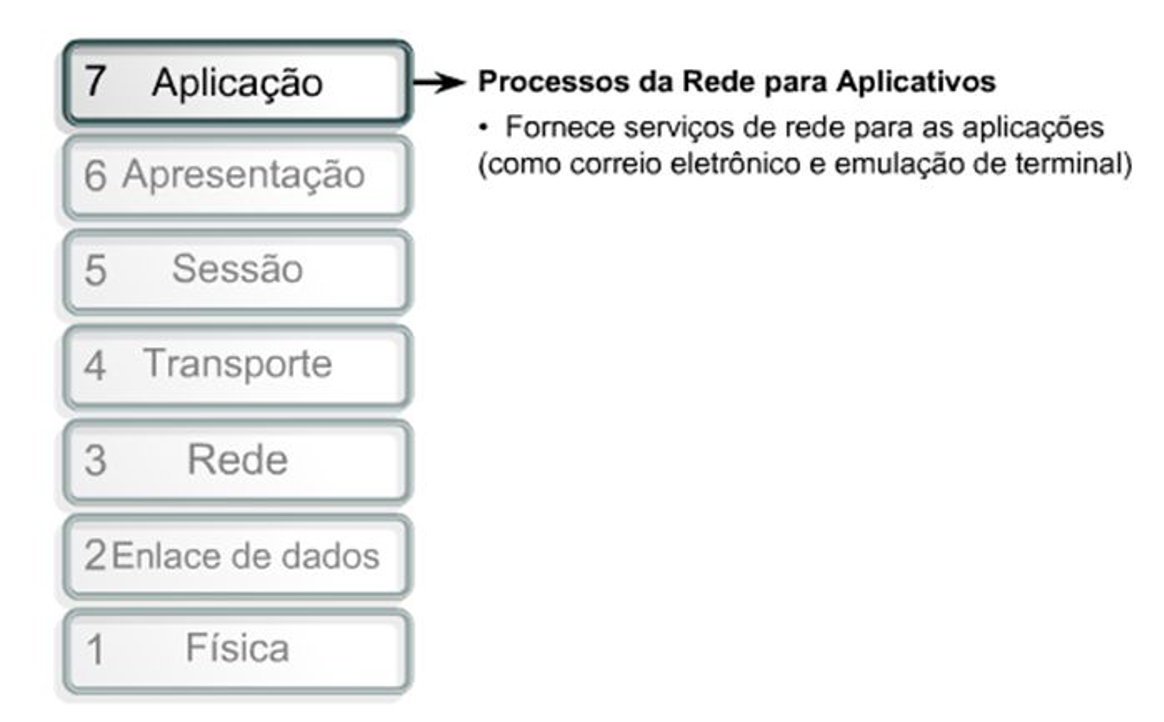 7 Aplicação
Processos da Rede para Aplicativos
• Fornece serviços de rede para as aplicações
(como correio eletrônico e emulação de terminal)
6 Apresentação
5 Sessão
4 Transporte
3 Rede
2 Enlace de dados
1 Física